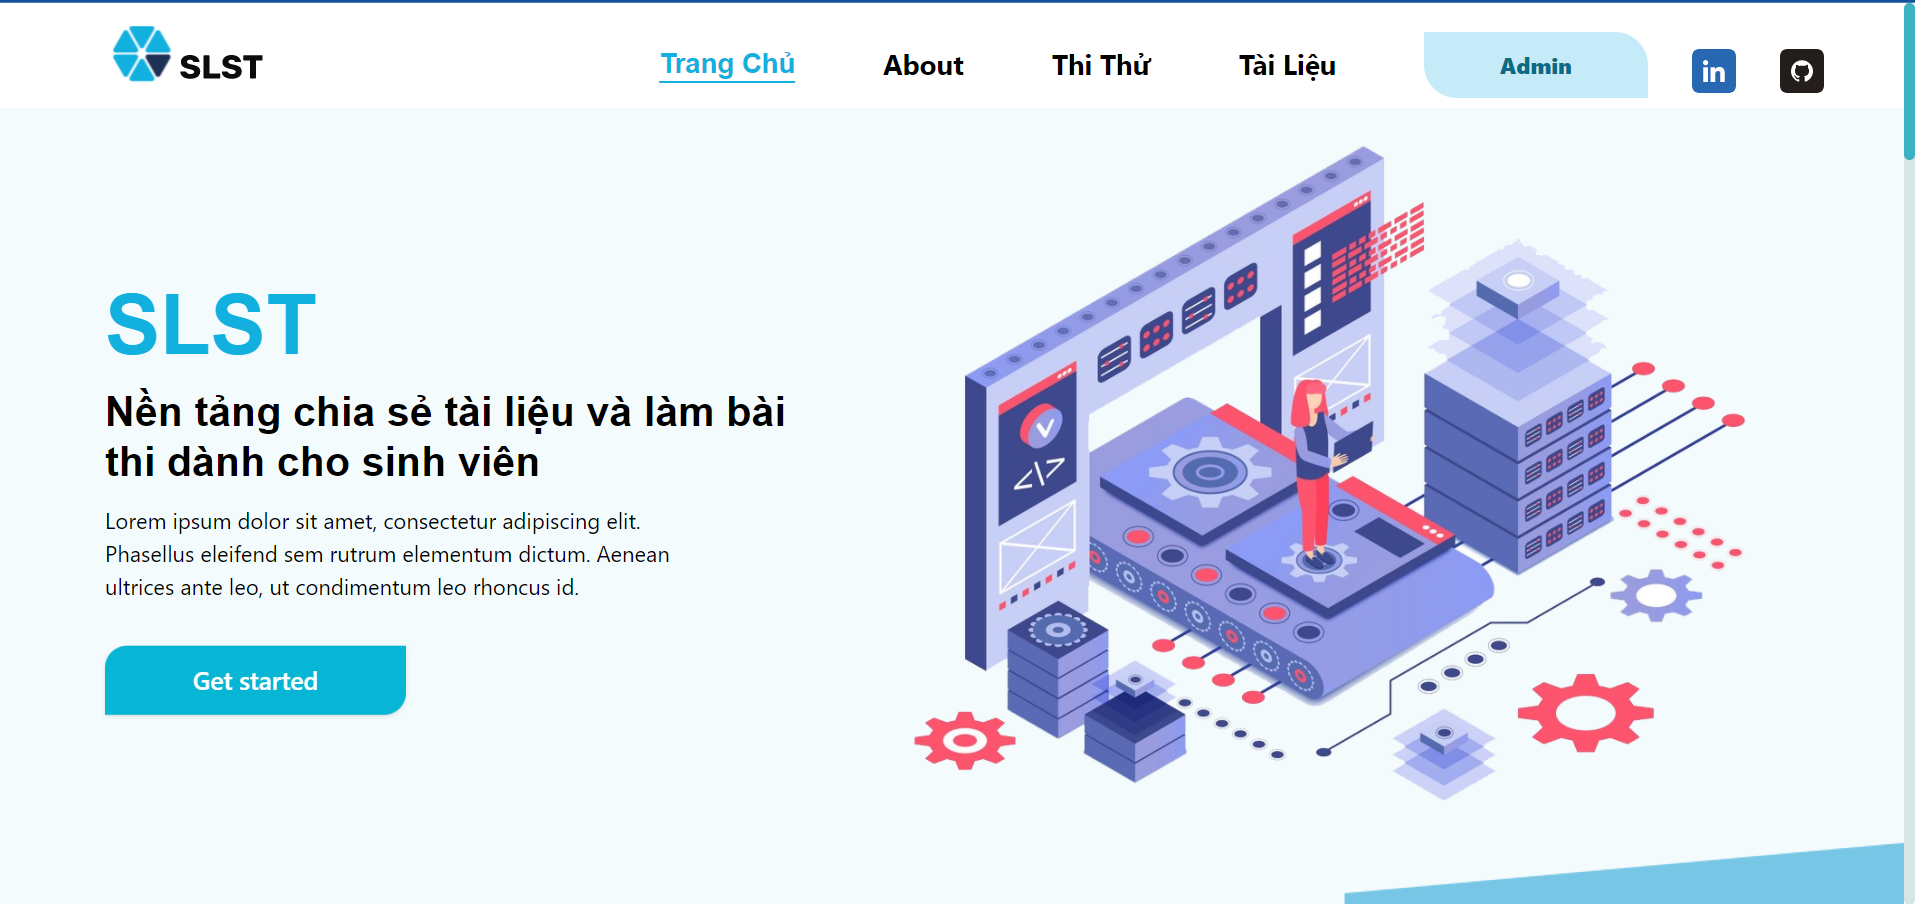 SLST
Trang Chủ
About
Thi Thử
Tài Liệu
Admin
in
SLST
Nền tảng chia sẻ tài liệu và làm bài
thi dành cho sinh viên
Lorem ipsum dolor sit amet, consectetur adipiscing elit.
Phasellus eleifend sem rutrum elementum dictum. Aenean
ultrices ante leo, ut condimentum leo rhoncus id.
</>
Get started